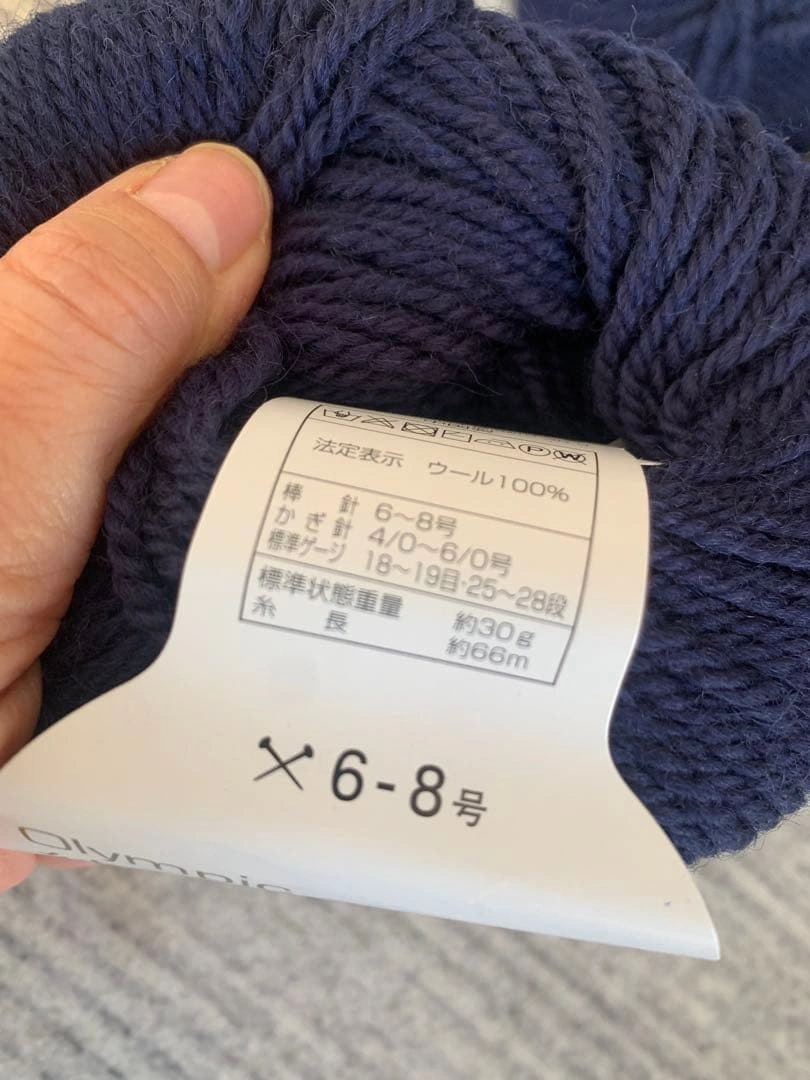 法定表示 ウール100%
棒針 6〜8号
かぎ針 4/0〜6/0号
標準ゲージ 18〜19目·25〜28段
標準状態重量 約30g
糸長 約66m
6-8号
Olympic